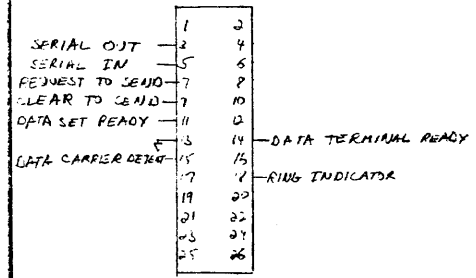 1 2
SERIAL OUT 3 4
SERIAL IN 5 6
REQUEST TO SEND 7 8
CLEAR TO SEND 9 10
DATA SET READY 11 12
13 14 DATA TERMINAL READY
DATA CARRIER DETECT 15 16
17 18 RING INDICATOR
19 20
21 22
23 24
25 26